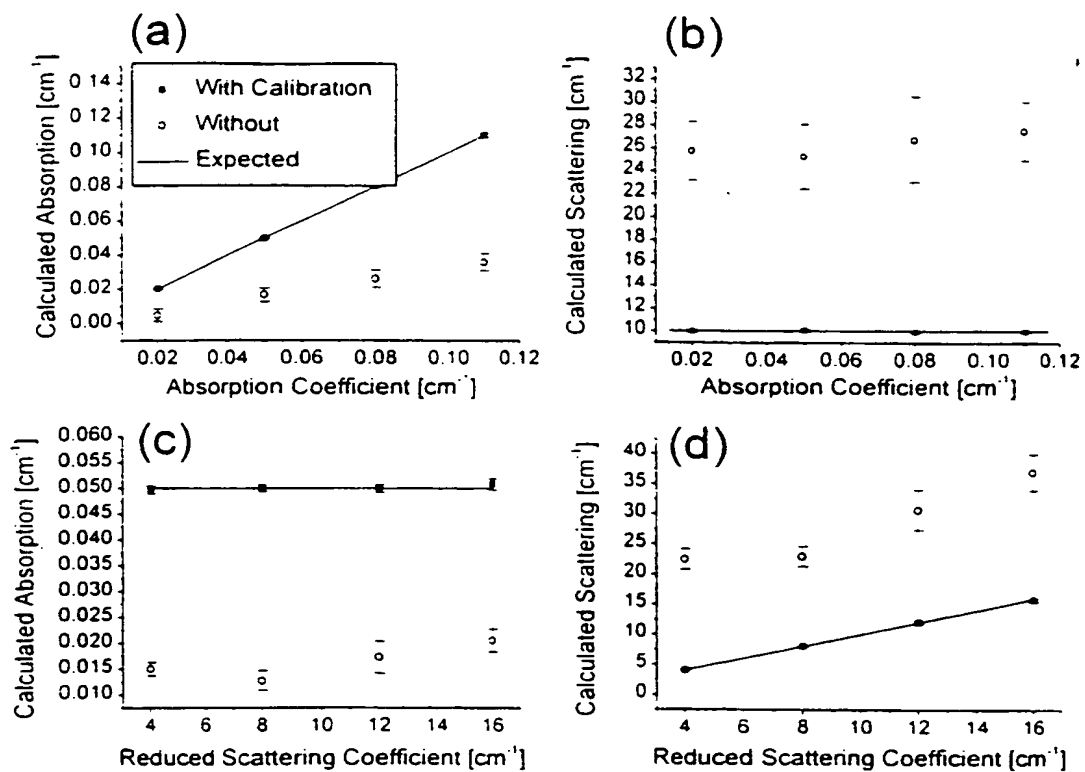 (a)
Calculated Absorption [cm⁻¹]
0 14
0 12
0 10
0.08
0.06
0.04
0.02
0.00
With Calibration
Without
Expected
0.02 0.04 0.06 0.08 0.10 0.12
Absorption Coefficient [cm⁻¹]
(b)
Calculated Scattering [cm⁻¹]
32
30
28
26
24
22
20
18
16
14
12
10
0.02 0.04 0.06 0.08 0.10 0.12
Absorption Coefficient [cm⁻¹]
(c)
Calculated Absorption [cm⁻¹]
0.060
0.055
0.050
0.045
0.040
0.035
0.030
0.025
0.020
0.015
0.010
4 6 8 10 12 14 16
Reduced Scattering Coefficient [cm⁻¹]
(d)
Calculated Scattering [cm⁻¹]
40
35
30
25
20
15
10
5
0
4 6 8 10 12 14 16
Reduced Scattering Coefficient [cm⁻¹]